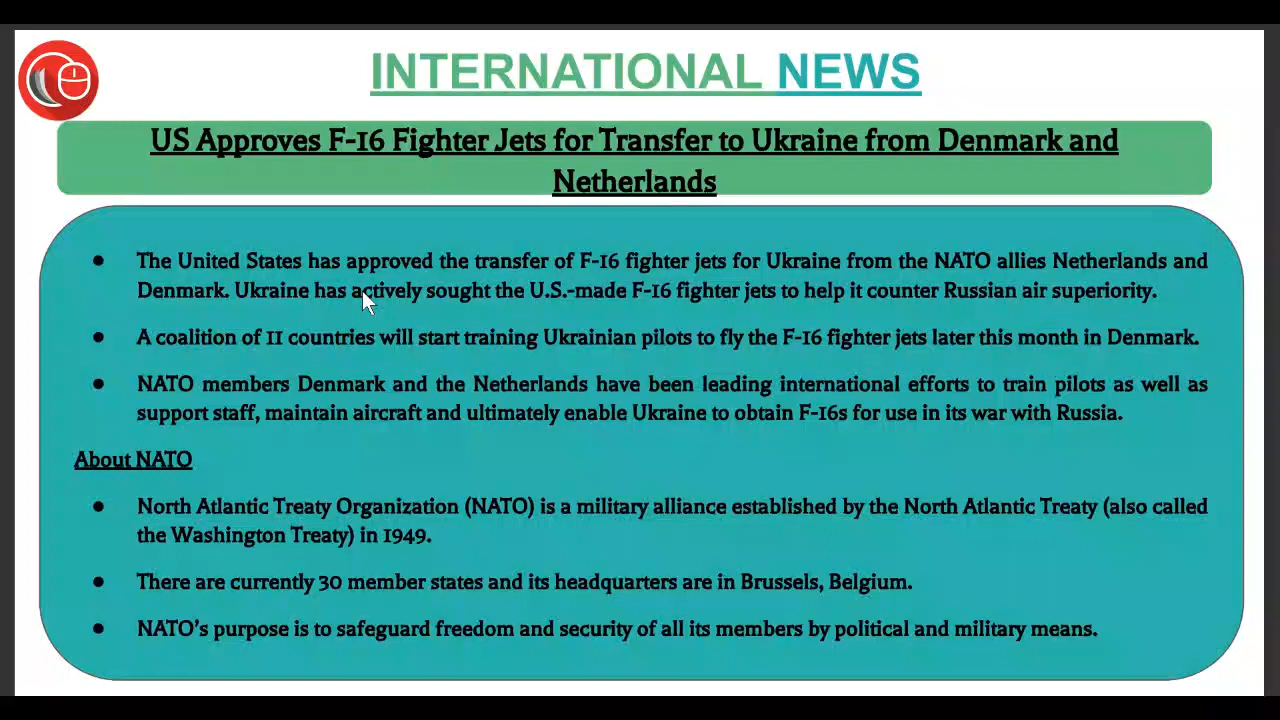 INTERNATIONAL NEWS
US Approves F-16 Fighter Jets for Transfer to Ukraine from Denmark and
Netherlands
● The United States has approved the transfer of F-16 fighter jets for Ukraine from the NATO allies Netherlands and
Denmark. Ukraine has actively sought the U.S.-made F-16 fighter jets to help it counter Russian air superiority.
● A coalition of 11 countries will start training Ukrainian pilots to fly the F-16 fighter jets later this month in Denmark.
● NATO members Denmark and the Netherlands have been leading international efforts to train pilots as well as
support staff, maintain aircraft and ultimately enable Ukraine to obtain F-16s for use in its war with Russia.
About NATO
● North Atlantic Treaty Organization (NATO) is a military alliance established by the North Atlantic Treaty (also called
the Washington Treaty) in 1949.
● There are currently 30 member states and its headquarters are in Brussels, Belgium.
● NATO’s purpose is to safeguard freedom and security of all its members by political and military means.